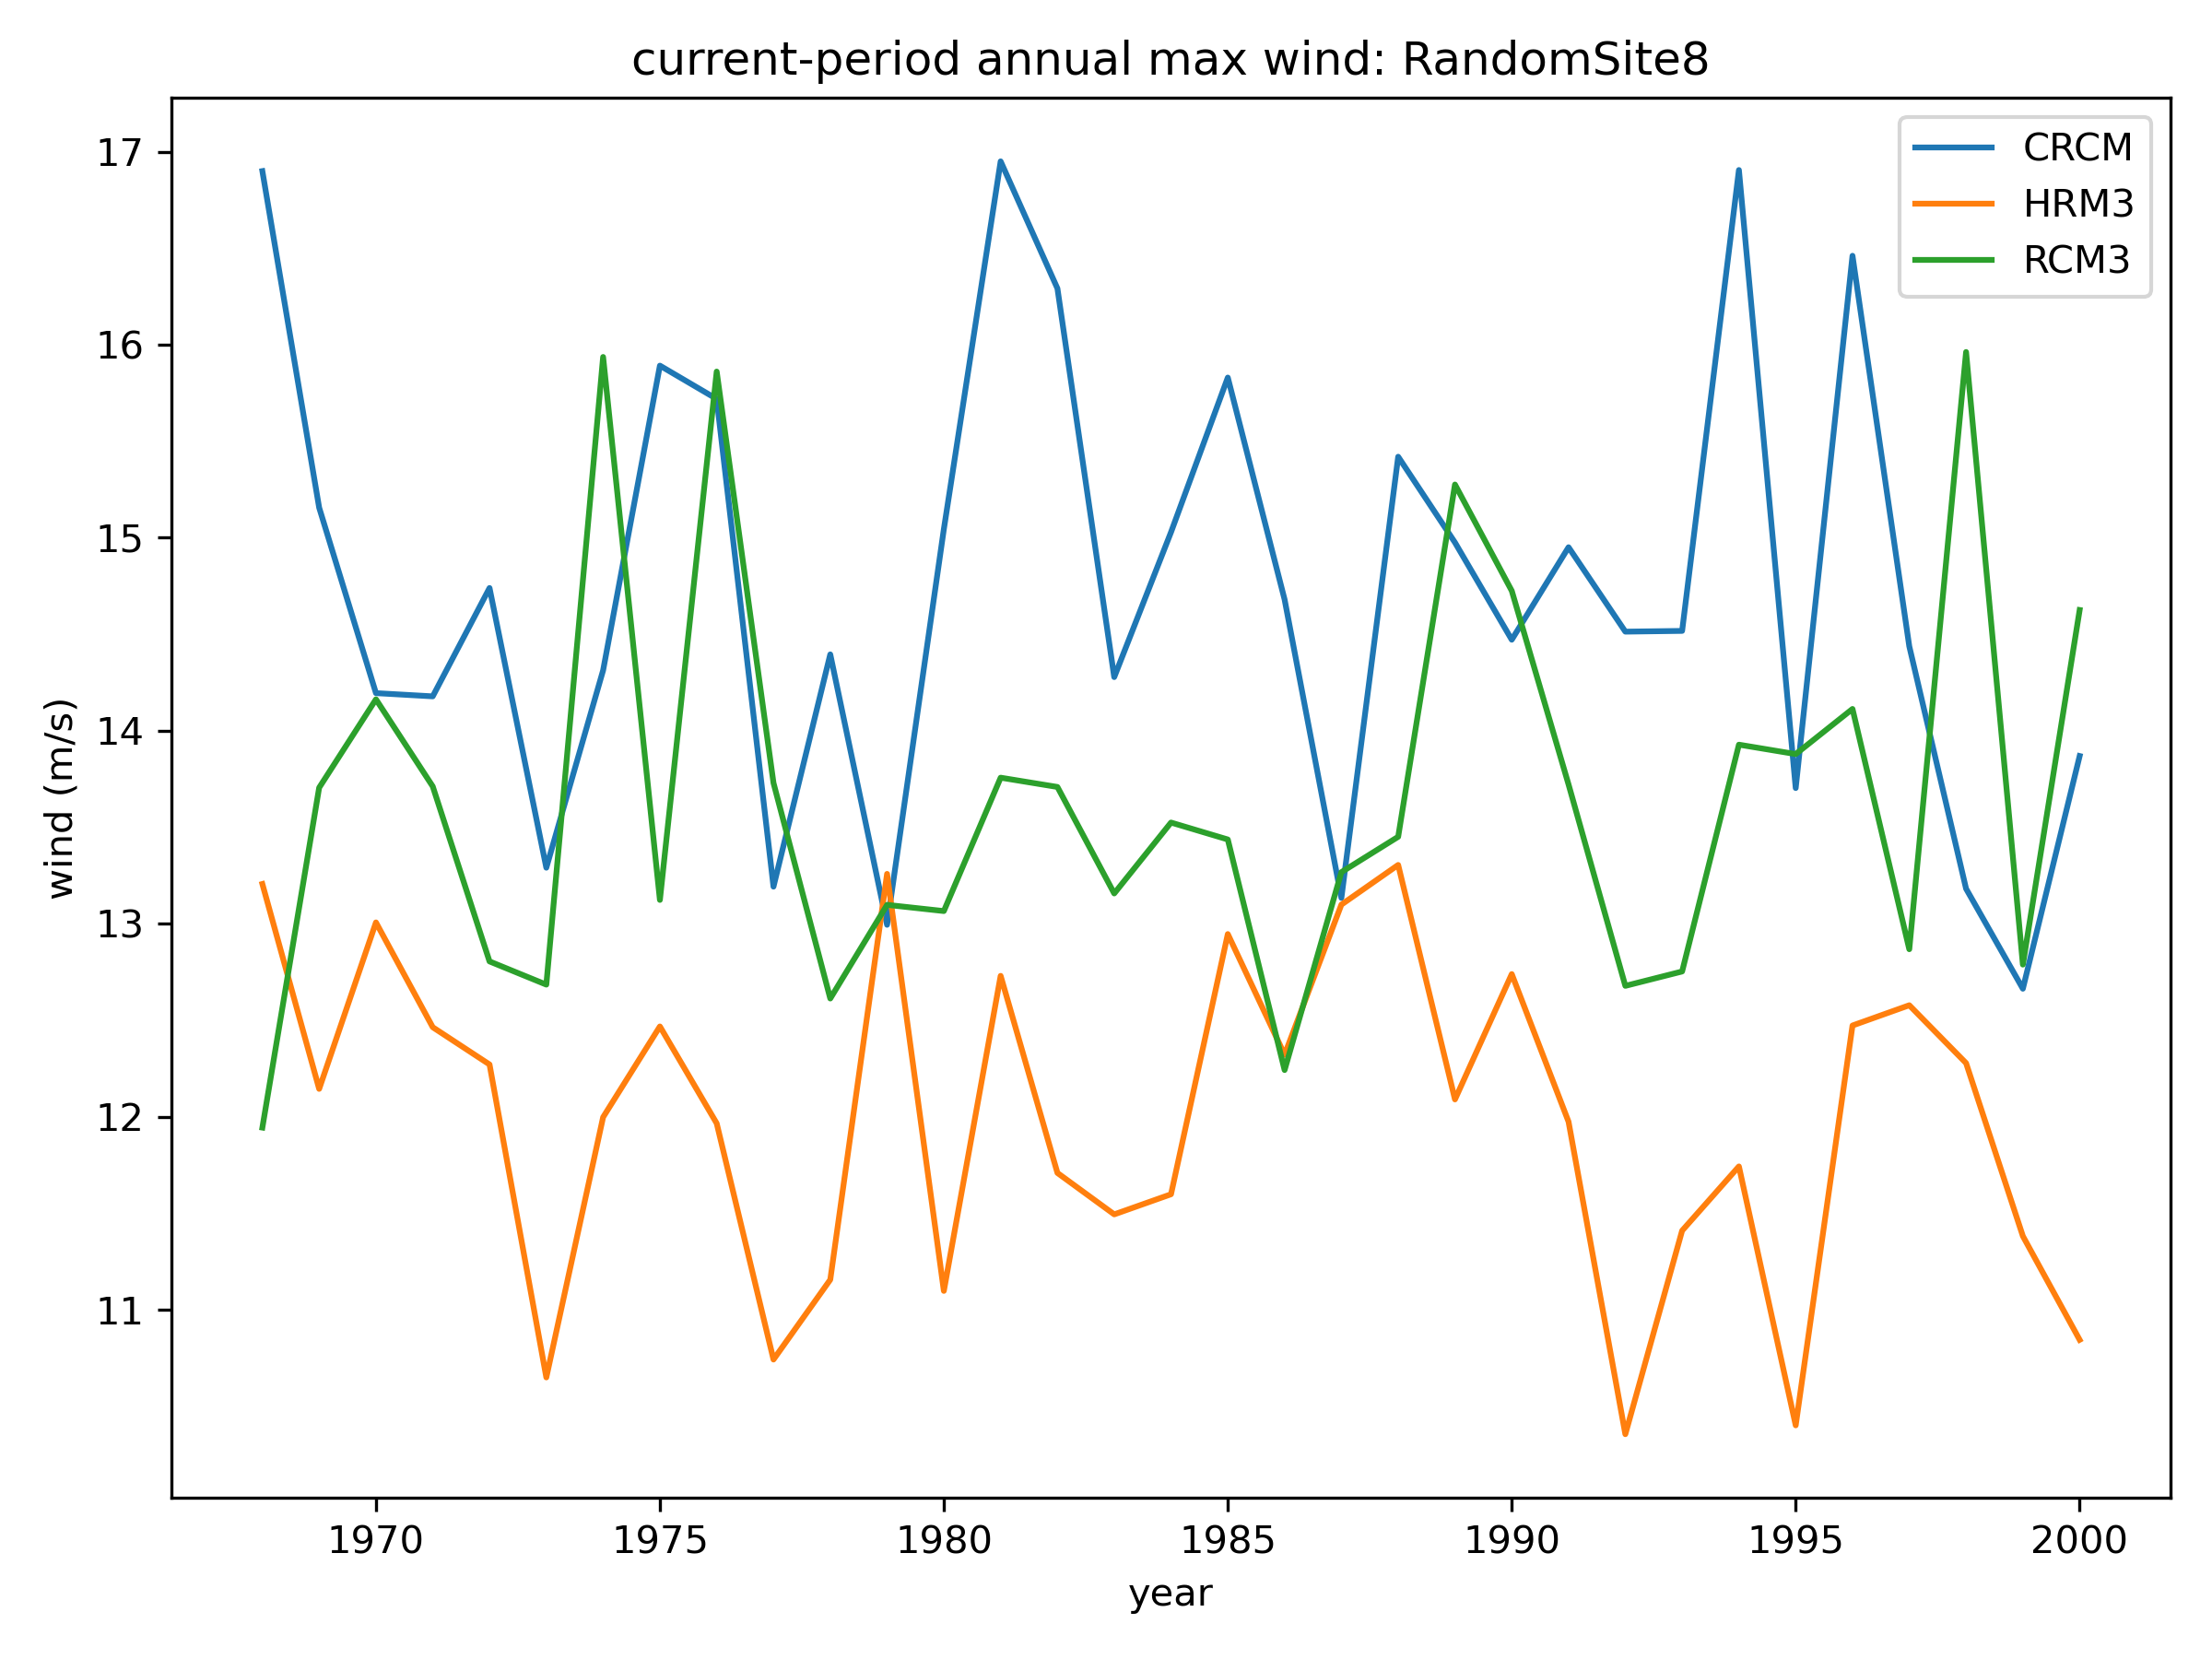 current-period annual max wind: RandomSite8
CRCM
HRM3
RCM3
17
16
15
14
13
12
11
wind (m/s)
1970 1975 1980 1985 1990 1995 2000
year